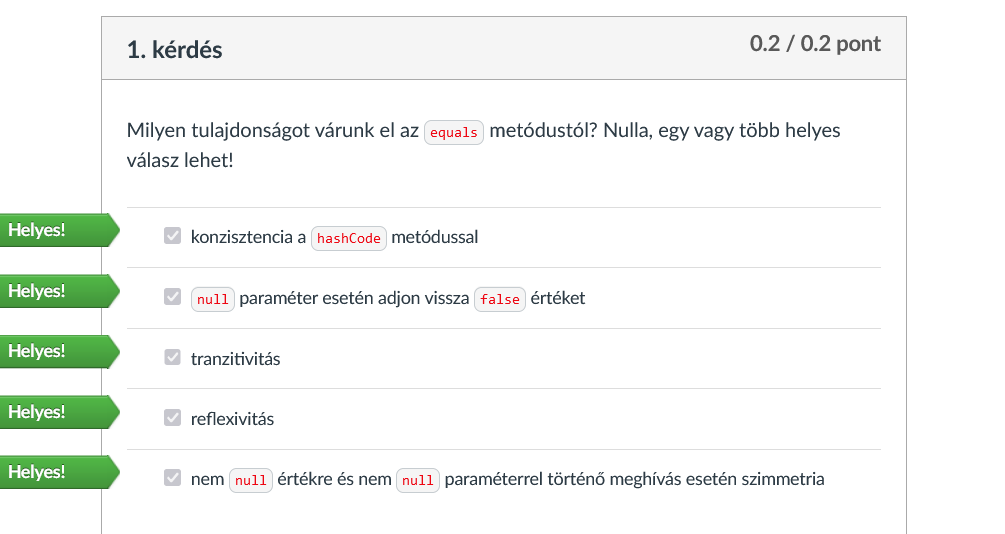 1. kérdés 0.2 / 0.2 pont
Milyen tulajdonságot várunk el az equals metódustól? Nulla, egy vagy több helyes
válasz lehet!
Helyes! konzisztencia a hashCode metódussal
Helyes! null paraméter esetén adjon vissza false értéket
Helyes! tranzitivitás
Helyes! reflexivitás
Helyes! nem null értékre és nem null paraméterrel történő meghívás esetén szimmetria